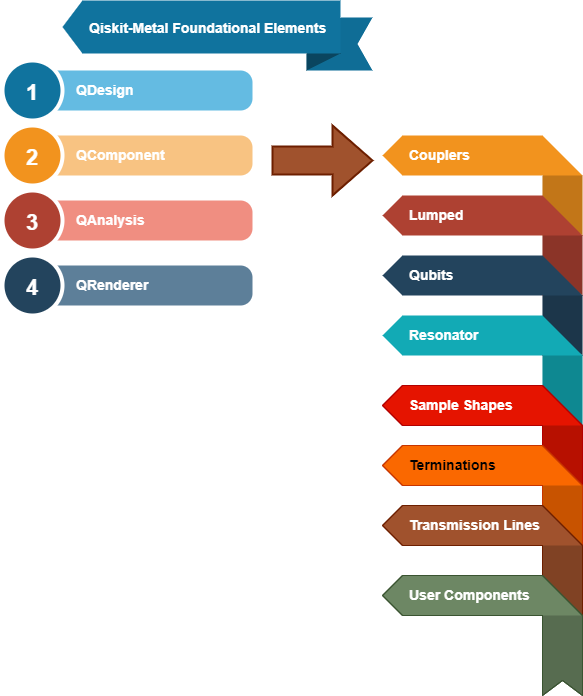 Qiskit-Metal Foundational Elements
1 QDesign
2 QComponent
3 QAnalysis
4 QRenderer
Couplers
Lumped
Qubits
Resonator
Sample Shapes
Terminations
Transmission Lines
User Components